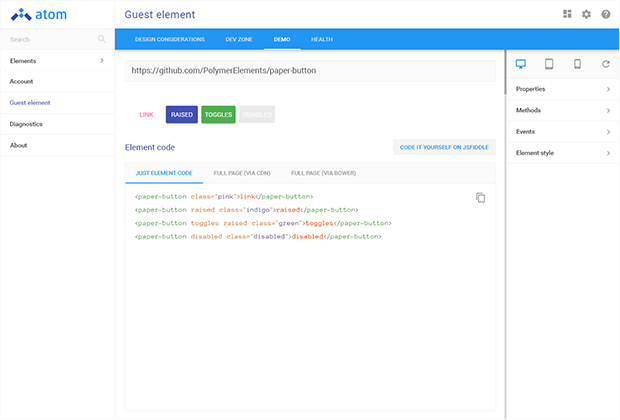 atom
Guest element
Search
Elements
Account
Guest element
Diagnostics
About
DESIGN CONSIDERATIONS DEV ZONE DEMO HEALTH
https://github.com/PolymerElements/paper-button
LINK RAISED TOGGLES DISABLED
Element code
CODE IT YOURSELF ON JSFIDDLE
JUST ELEMENT CODE FULL PAGE (VIA CDN) FULL PAGE (VIA BOWER)
<paper-button class="pink">link</paper-button>
<paper-button raised class="indigo">raised</paper-button>
<paper-button toggles raised class="green">toggles</paper-button>
<paper-button disabled class="disabled">disabled</paper-button>
Properties
Methods
Events
Element style